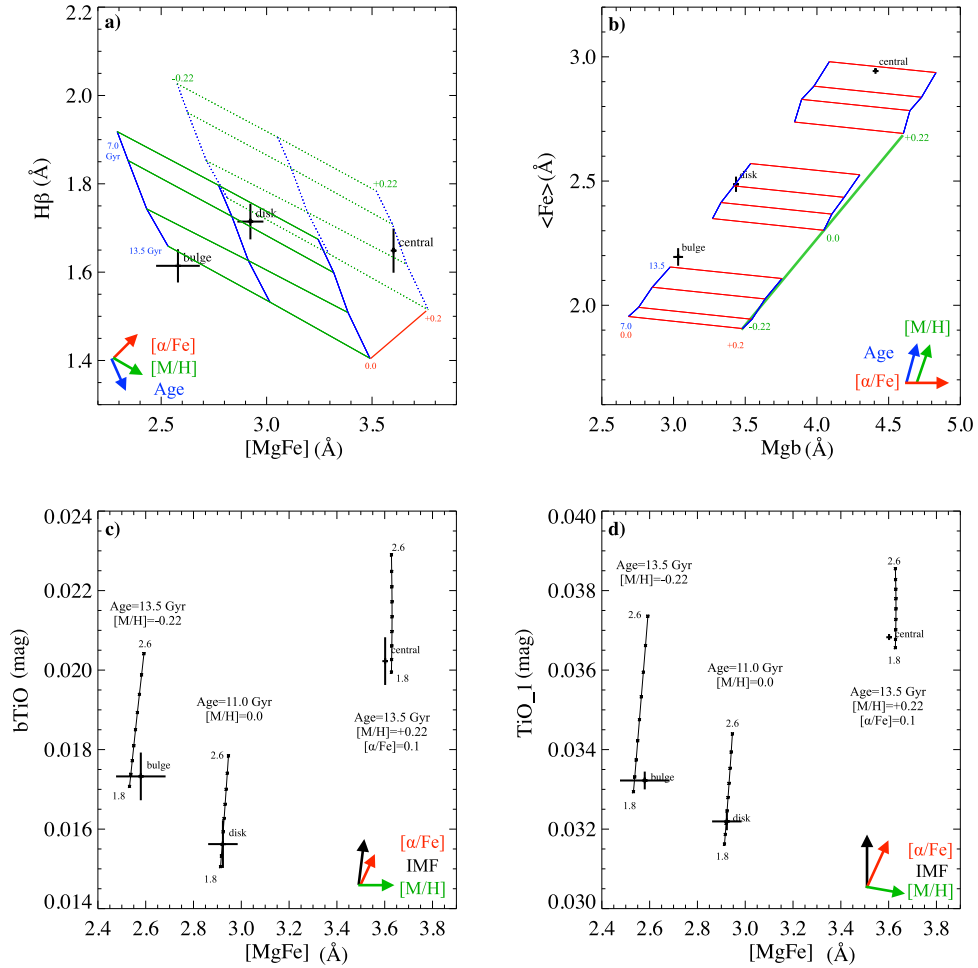 a)
2.2
2.0
1.8
1.6
1.4
Hβ (Å)
-0.22
7.0
Gyr
+0.22
disk
central
13.5 Gyr
bulge
+0.2
0.0
[α/Fe]
[M/H]
Age
2.5 3.0 3.5
[MgFe] (Å)
b)
3.0
2.5
2.0
<Fe> (Å)
central
+0.22
disk
0.0
bulge
13.5
-0.22
7.0
0.0
+0.2
[M/H]
Age
[α/Fe]
2.5 3.0 3.5 4.0 4.5 5.0
Mgb (Å)
c)
0.024
0.022
0.020
0.018
0.016
0.014
bTiO (mag)
2.6
Age=13.5 Gyr
[M/H]=-0.22
2.6
central
1.8
Age=11.0 Gyr
[M/H]=0.0
Age=13.5 Gyr
[M/H]=+0.22
[α/Fe]=0.1
2.6
bulge
1.8
disk
1.8
[α/Fe]
IMF
[M/H]
2.4 2.6 2.8 3.0 3.2 3.4 3.6 3.8
[MgFe] (Å)
d)
0.040
0.038
0.036
0.034
0.032
0.030
TiO_1 (mag)
2.6
Age=13.5 Gyr
[M/H]=-0.22
2.6
central
1.8
Age=11.0 Gyr
[M/H]=0.0
Age=13.5 Gyr
[M/H]=+0.22
[α/Fe]=0.1
2.6
bulge
1.8
disk
1.8
[α/Fe]
IMF
[M/H]
2.4 2.6 2.8 3.0 3.2 3.4 3.6 3.8
[MgFe] (Å)